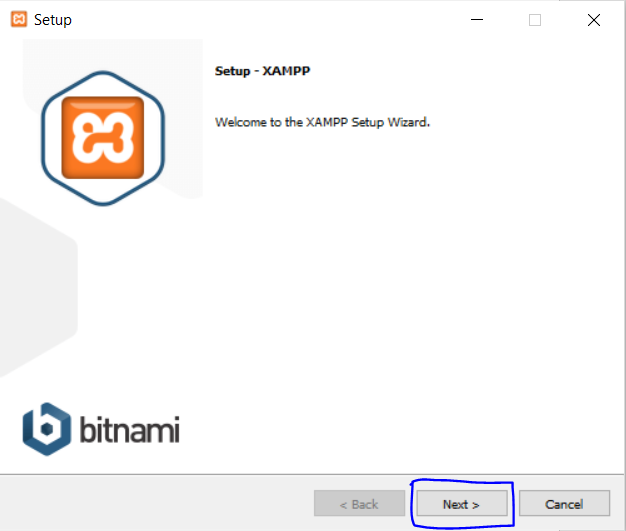 Setup
Setup - XAMPP
Welcome to the XAMPP Setup Wizard.
bitnami
< Back
Next >
Cancel